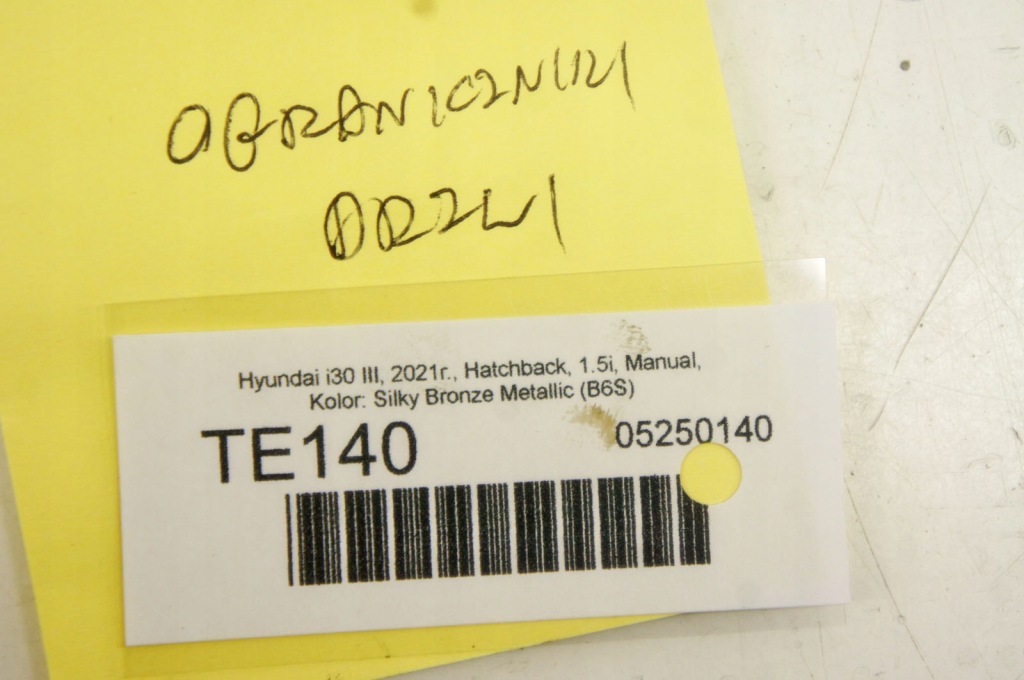 OGRANICZNIKI
DRZWI
Hyundai i30 III, 2021r., Hatchback, 1.5i, Manual,
Kolor: Silky Bronze Metallic (B6S)
TE140 05250140